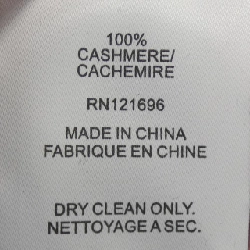 100%
CASHMERE/
CACHEMIRE
RN121696
MADE IN CHINA
FABRIQUE EN CHINE
DRY CLEAN ONLY.
NETTOYAGE A SEC.